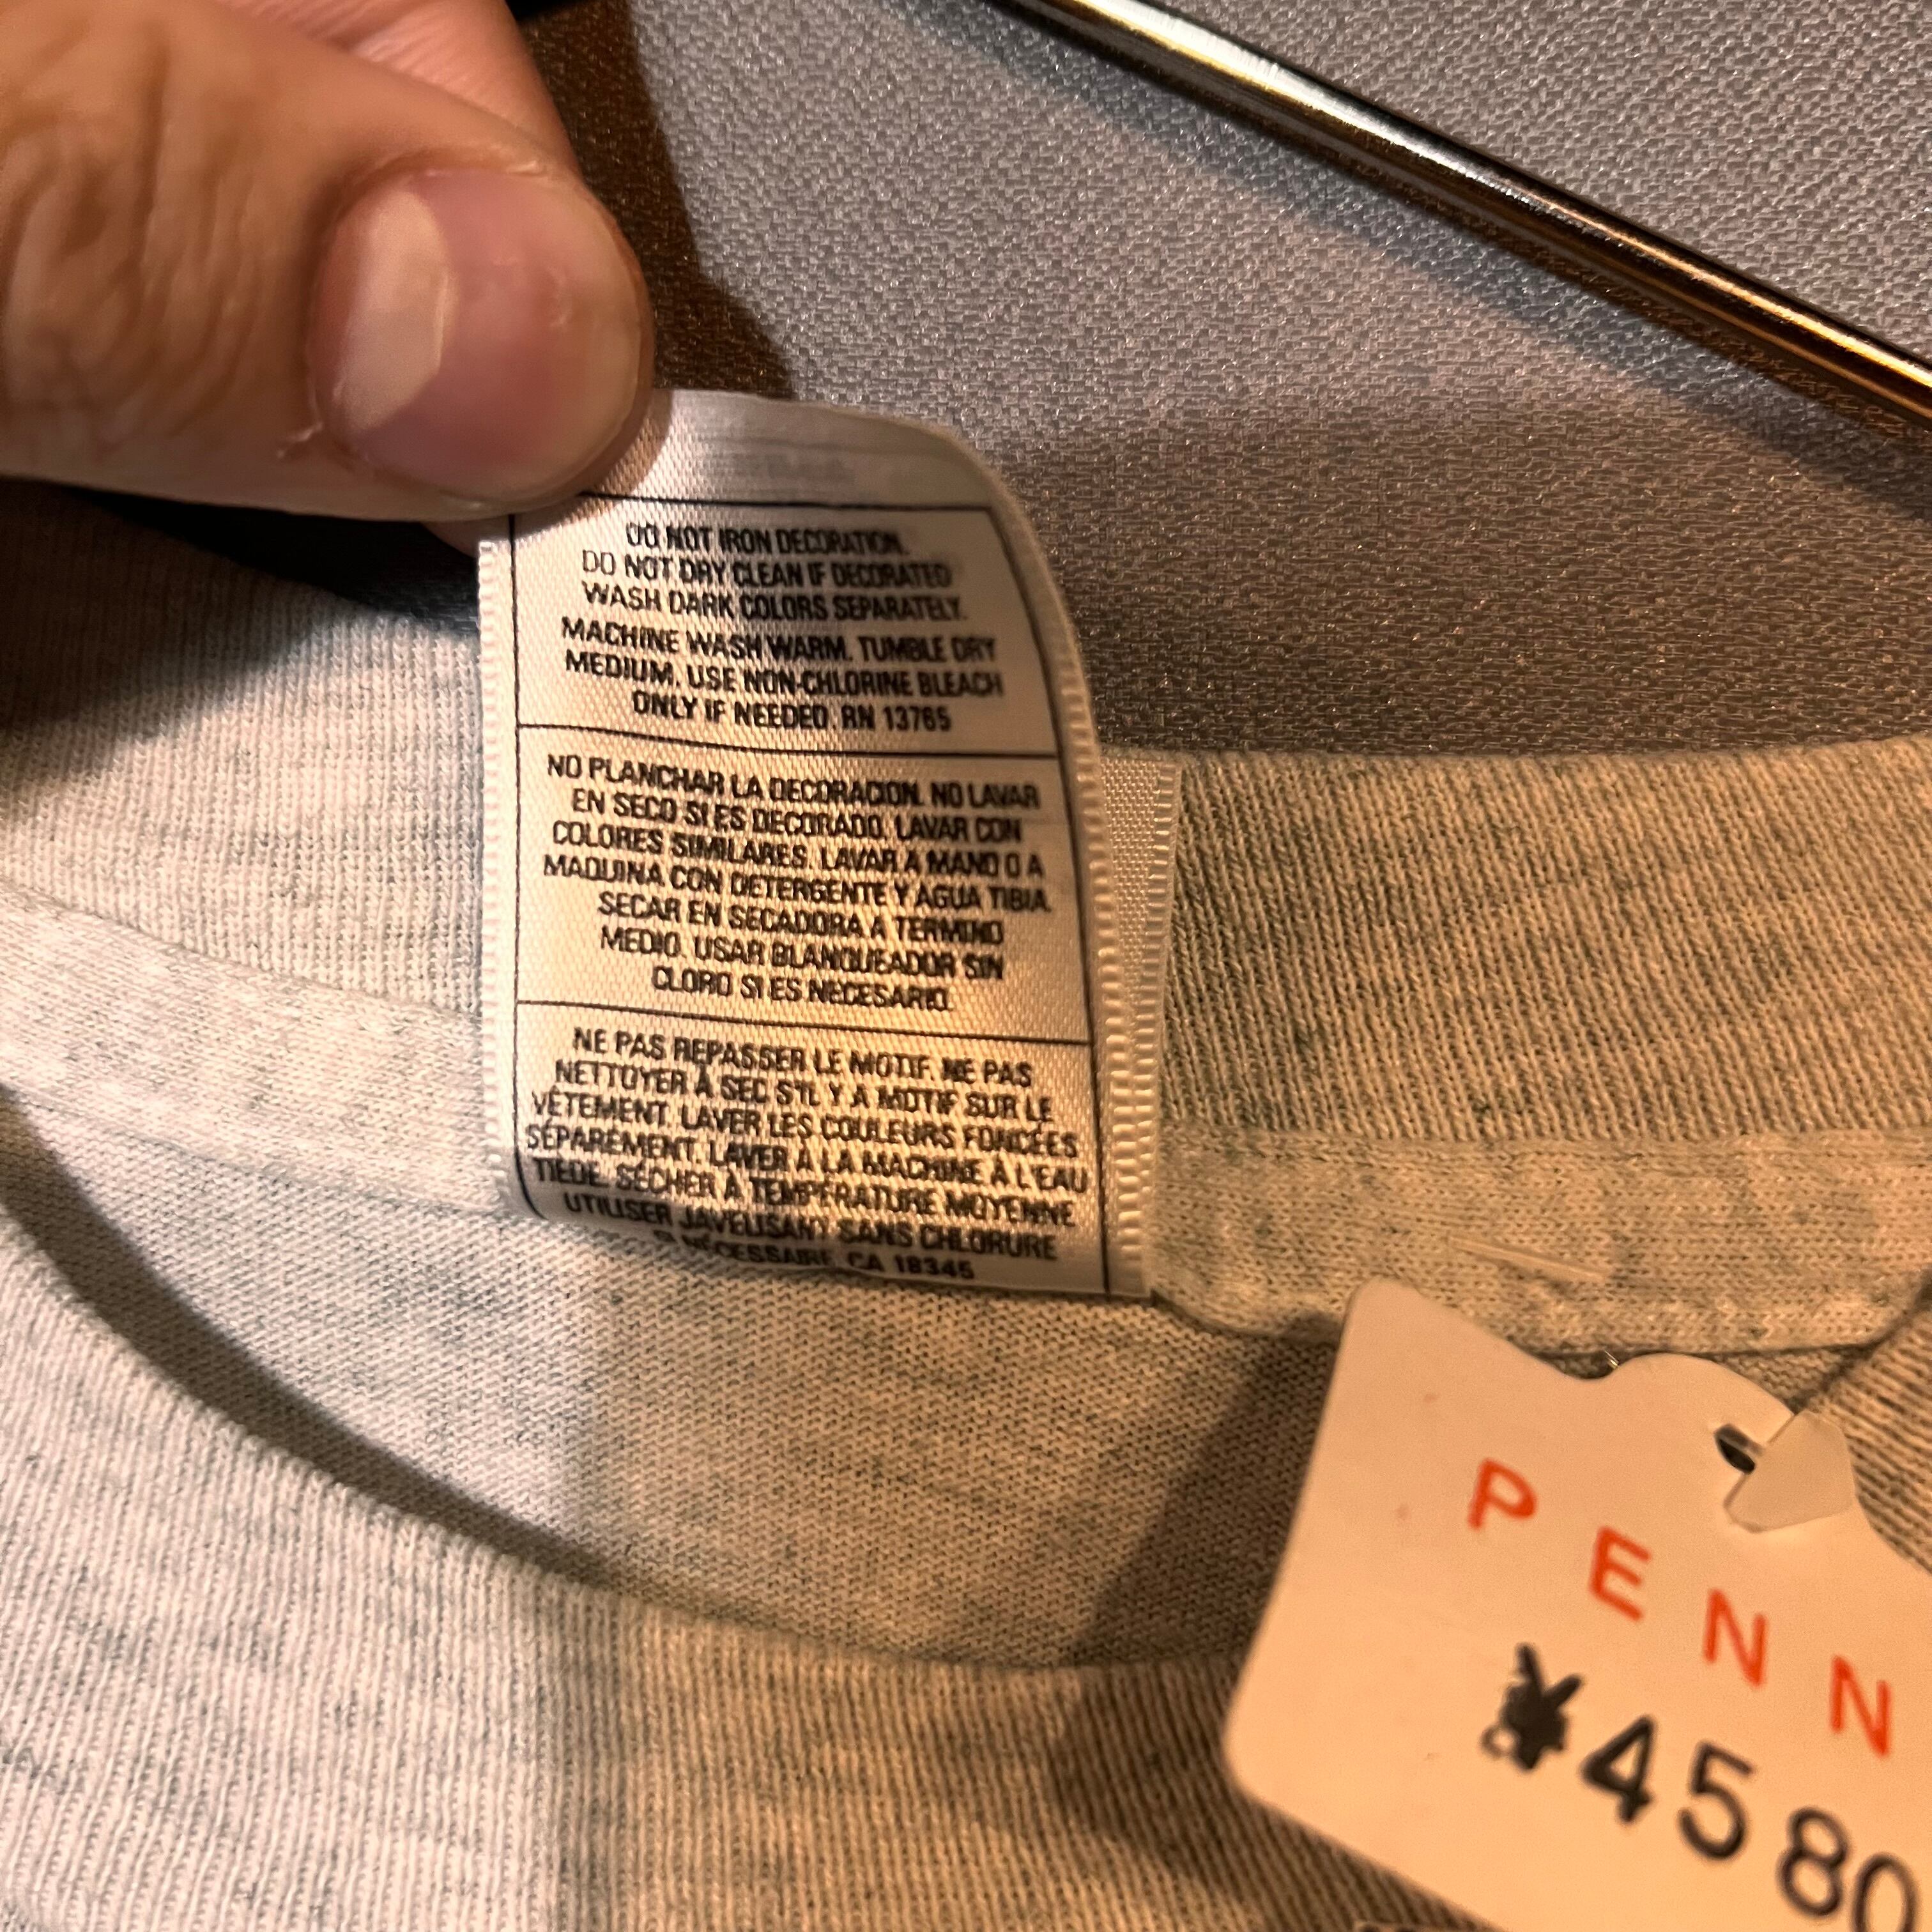 DO NOT IRON DECORATION.
DO NOT DRY CLEAN IF DECORATED
WASH DARK COLORS SEPARATELY.
MACHINE WASH WARM. TUMBLE DRY
MEDIUM. USE NON-CHLORINE BLEACH
ONLY IF NEEDED. RN 13765
NO PLANCHAR LA DECORACION. NO LAVAR
EN SECO SI ES DECORADO. LAVAR CON
COLORES SIMILARES. LAVAR A MANO O A
MAQUINA CON DETERGENTE Y AGUA TIBIA.
SECAR EN SECADORA A TERMINO
MEDIO. USAR BLANQUEADOR SIN
CLORO SI ES NECESARIO.
NE PAS REPASSER LE MOTIF. NE PAS
NETTOYER À SEC S'IL Y A MOTIF SUR LE
VÊTEMENT. LAVER LES COULEURS FONCÉES
SÉPARÉMENT. LAVER À LA MACHINE À L'EAU
TIÈDE. SÉCHER À TEMPÉRATURE MOYENNE
UTILISER JAVELISANT SANS CHLORURE
SI NÉCESSAIRE. CA 18345
PENN
¥4580